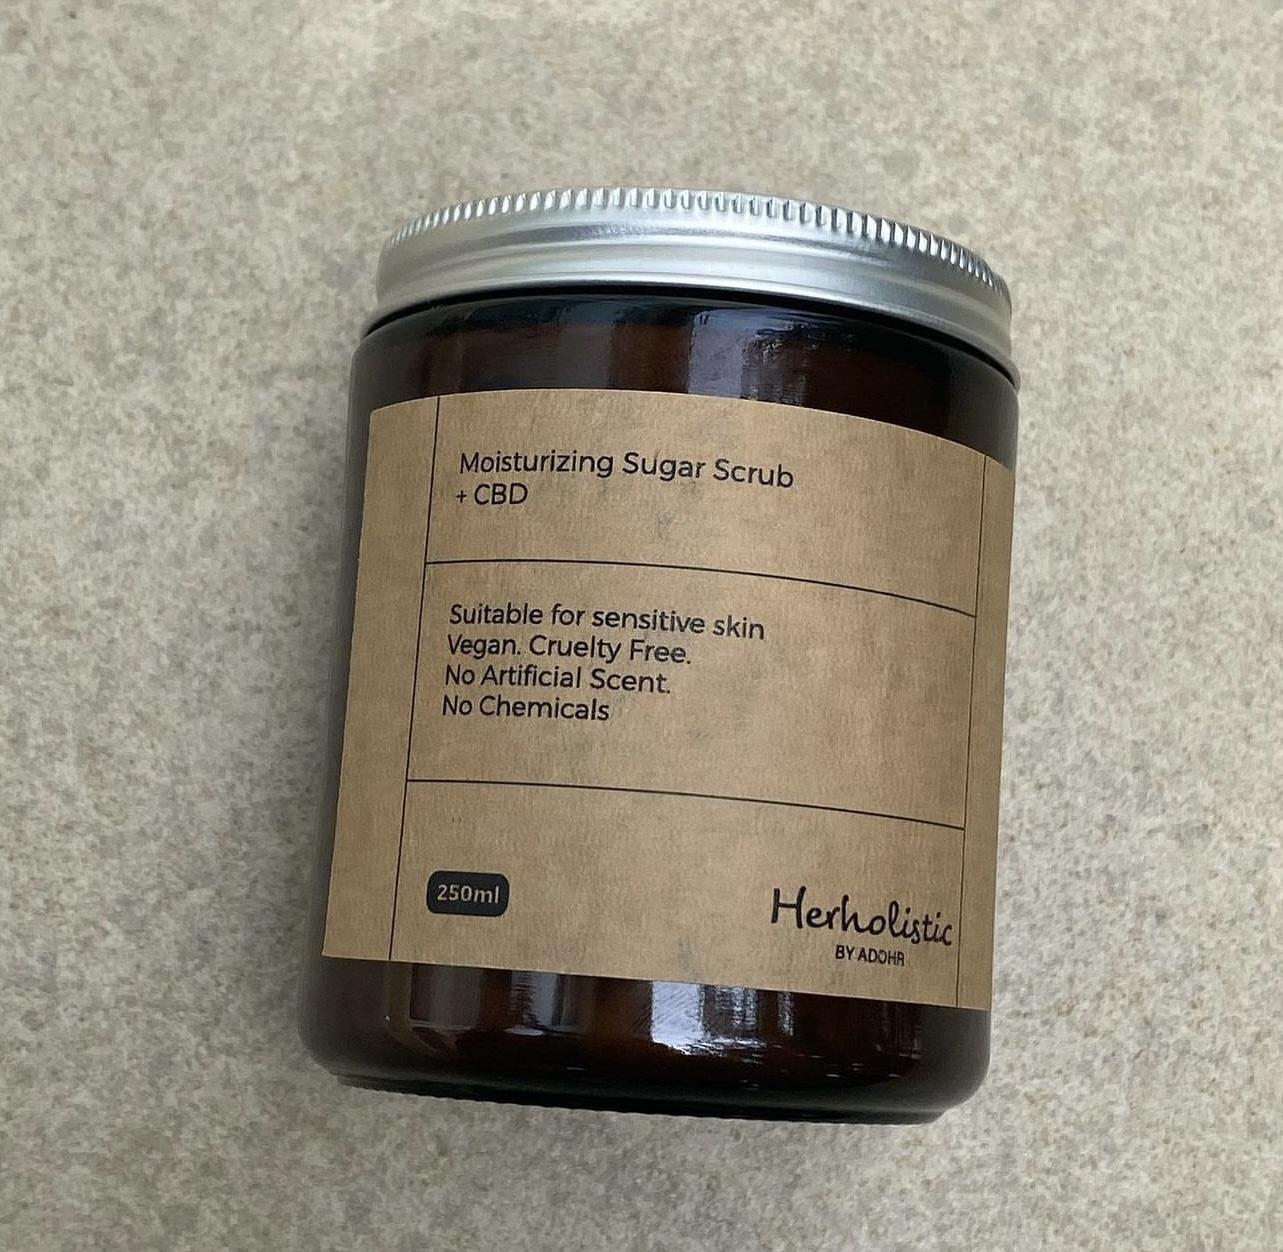 Moisturizing Sugar Scrub
+ CBD
Suitable for sensitive skin
Vegan. Cruelty Free.
No Artificial Scent.
No Chemicals
250ml
Herholistic
BY ADOHR